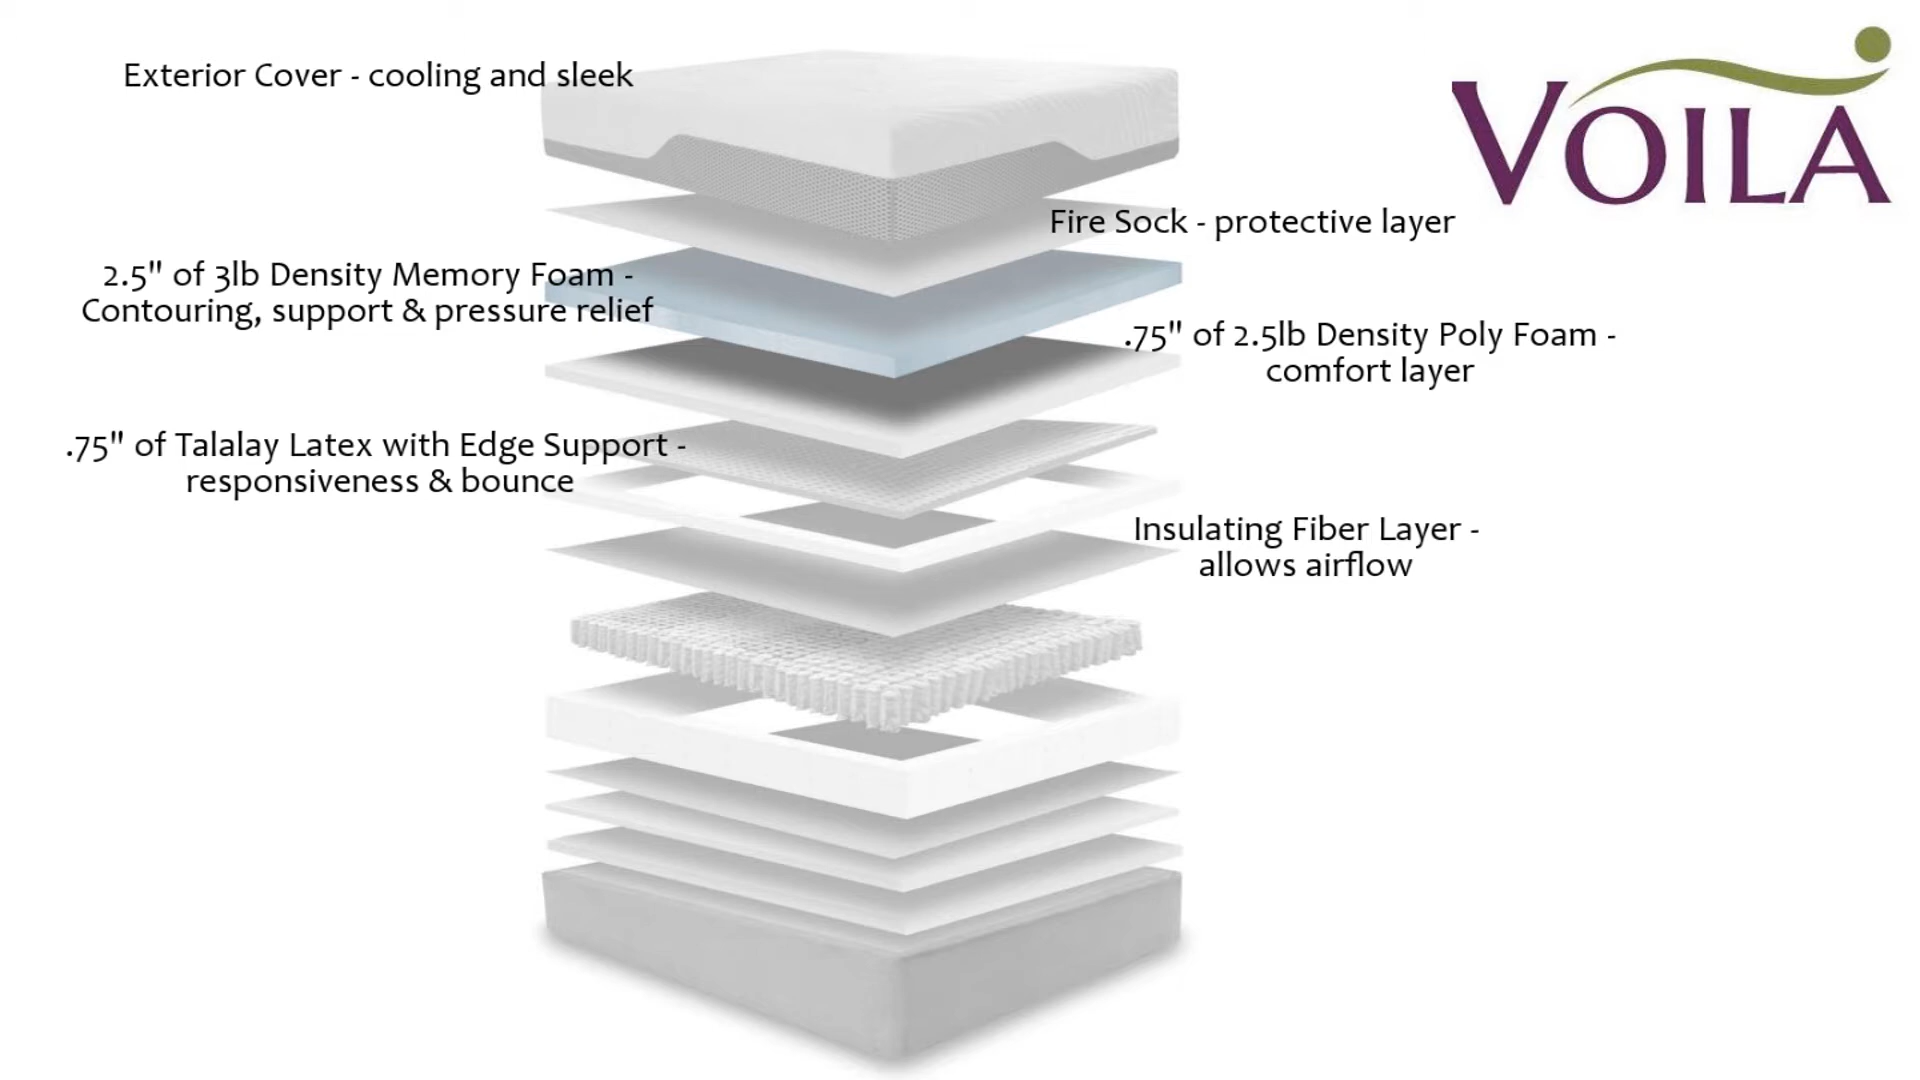 Exterior Cover - cooling and sleek
VOILA
Fire Sock - protective layer
2.5" of 3lb Density Memory Foam -
Contouring, support & pressure relief
.75" of 2.5lb Density Poly Foam -
comfort layer
.75" of Talalay Latex with Edge Support -
responsiveness & bounce
Insulating Fiber Layer -
allows airflow